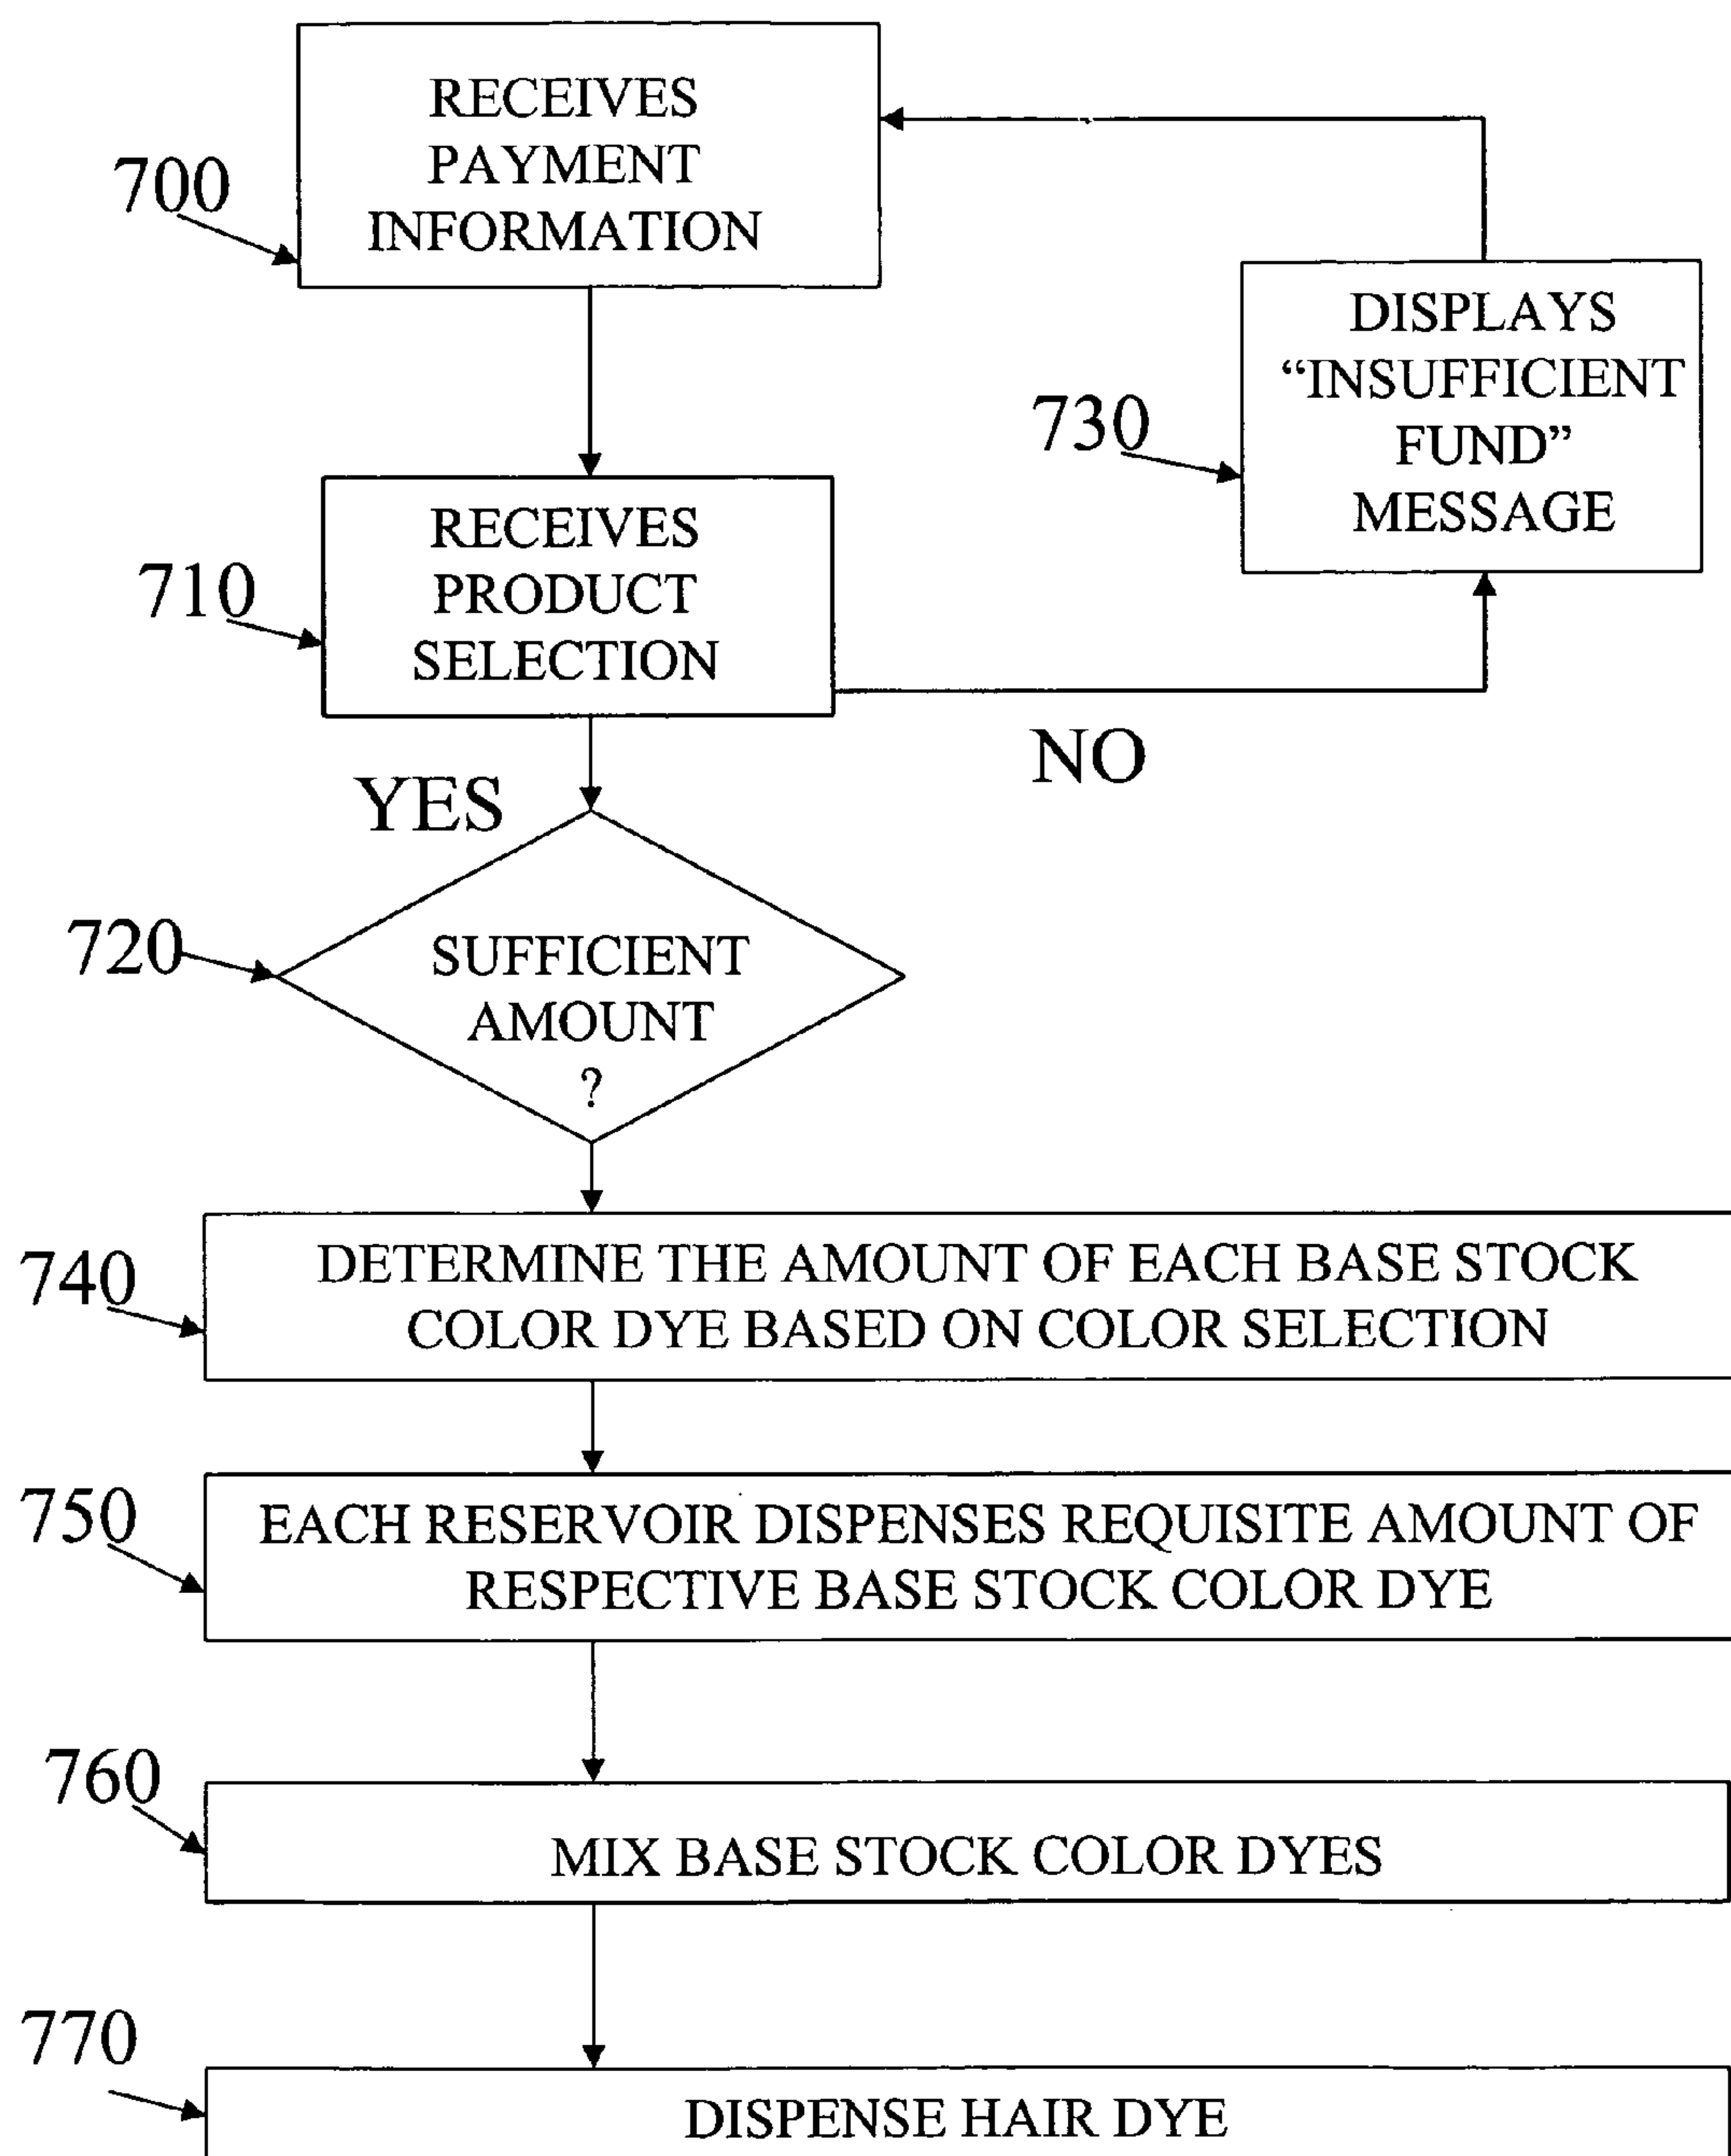 RECEIVES
PAYMENT
INFORMATION
700
DISPLAYS
“INSUFFICIENT
FUND”
MESSAGE
730
RECEIVES
PRODUCT
SELECTION
710
NO
YES
SUFFICIENT
AMOUNT
?
720
DETERMINE THE AMOUNT OF EACH BASE STOCK
COLOR DYE BASED ON COLOR SELECTION
740
EACH RESERVOIR DISPENSES REQUISITE AMOUNT OF
RESPECTIVE BASE STOCK COLOR DYE
750
760
MIX BASE STOCK COLOR DYES
770
DISPENSE HAIR DYE